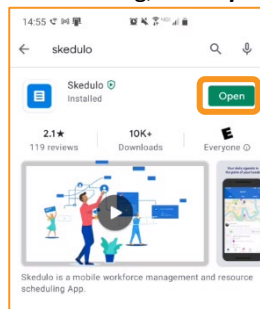 14:55
skedulo
Skedulo
Installed
Open
2.1★ 10K+ E
119 reviews Downloads Everyone
Skedulo is a mobile workforce management and resource
scheduling App.